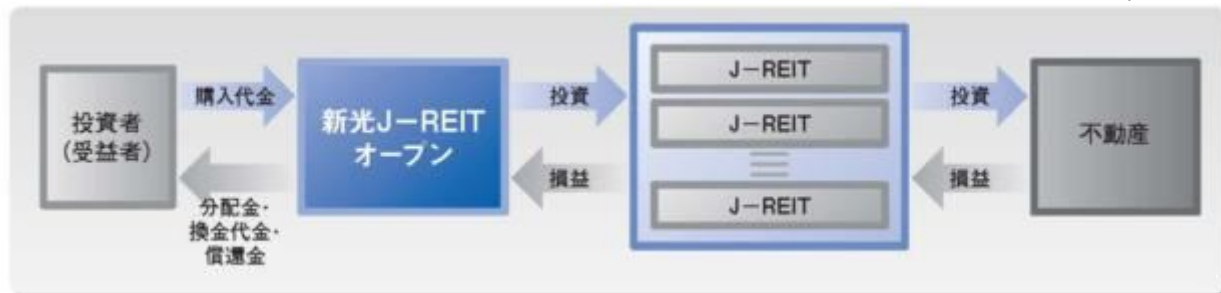 投資者
(受益者)
購入代金
分配金・
換金代金・
償還金
新光J-REIT
オープン
投資
損益
J-REIT
J-REIT
J-REIT
投資
損益
不動産